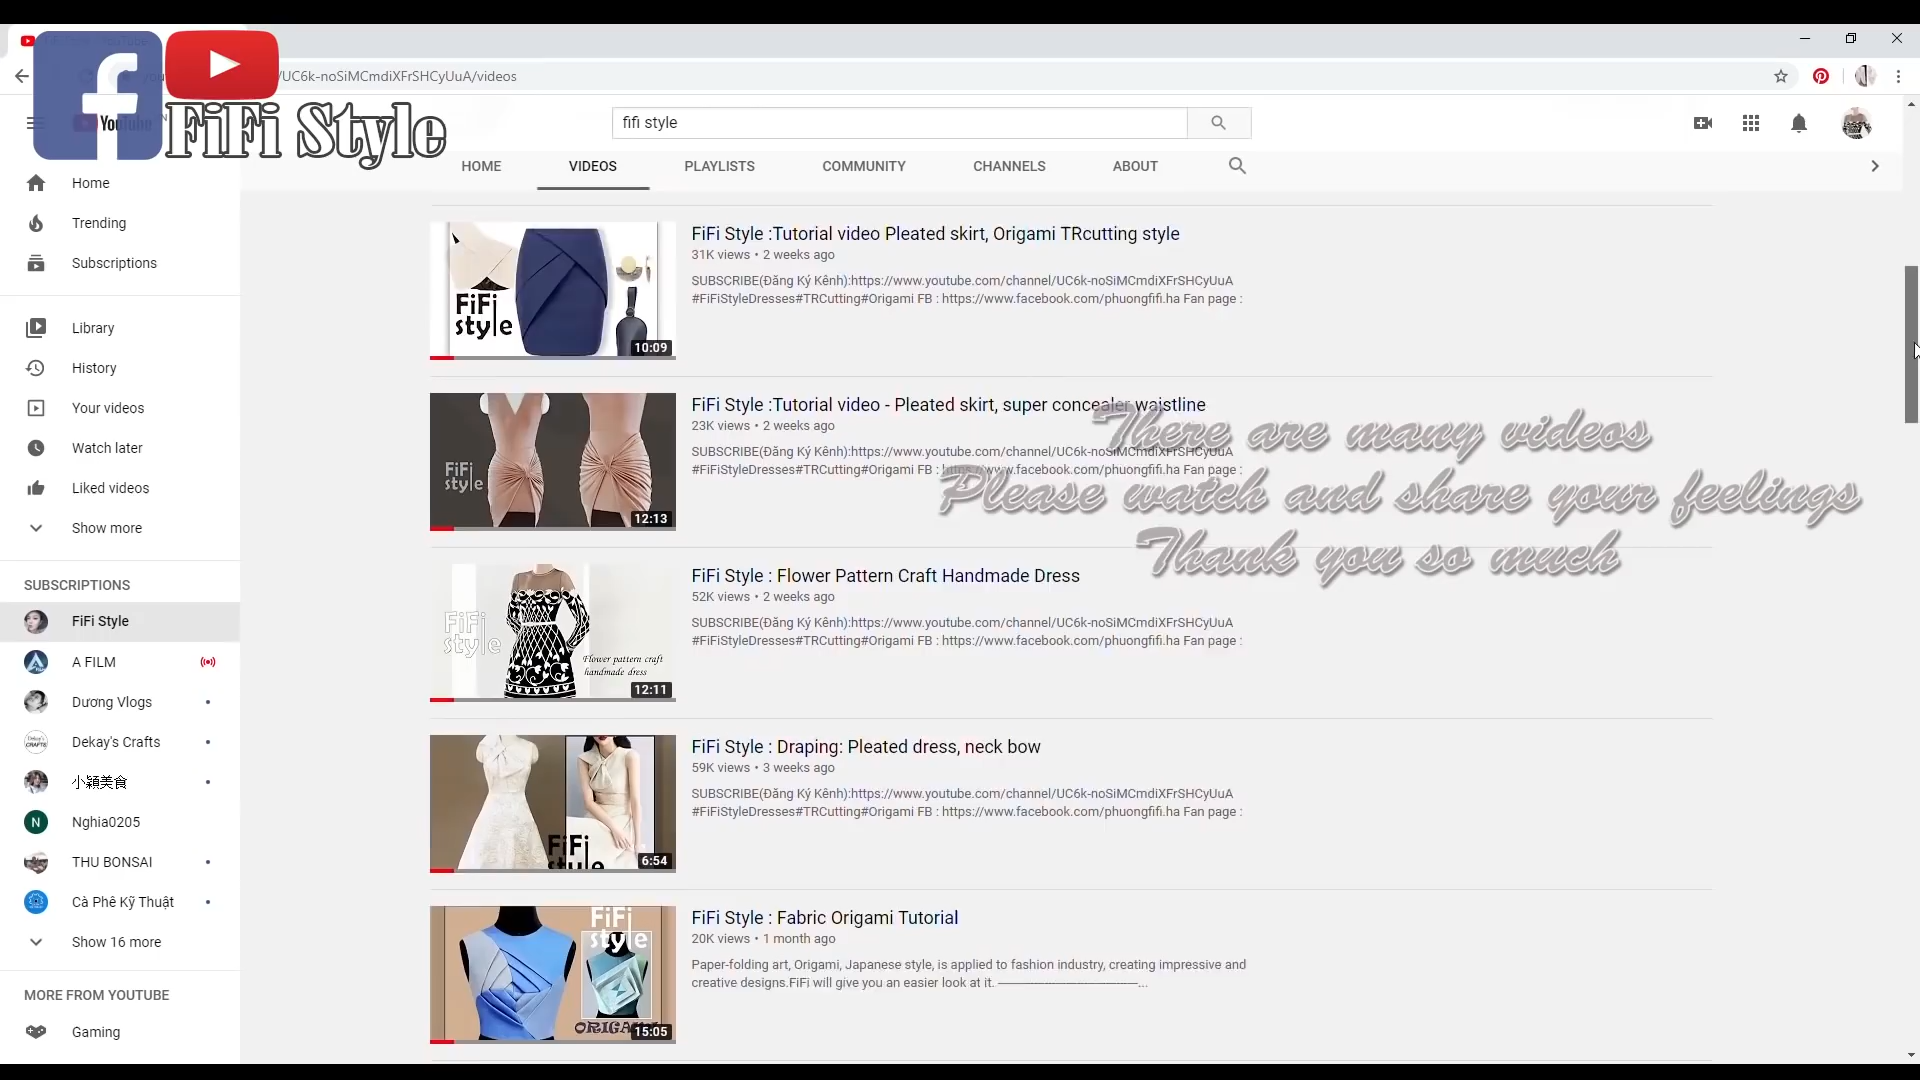 /UC6k-noSiMCmdiXFrSHCyUuA/videos
FiFi Style
YouTube
fifi style
HOME
VIDEOS
PLAYLISTS
COMMUNITY
CHANNELS
ABOUT
Home
Trending
Subscriptions
Library
History
Your videos
Watch later
Liked videos
Show more
SUBSCRIPTIONS
FiFi Style
A FILM
Dương Vlogs
Dekay's Crafts
小穎美食
N Nghia0205
THU BONSAI
Cà Phê Kỹ Thuật
Show 16 more
MORE FROM YOUTUBE
Gaming
FiFi
style
10:09
FiFi Style :Tutorial video Pleated skirt, Origami TRcutting style
31K views • 2 weeks ago
SUBSCRIBE(Đăng Ký Kênh):https://www.youtube.com/channel/UC6k-noSiMCmdiXFrSHCyUuA
#FiFiStyleDresses#TRCutting#Origami FB : https://www.facebook.com/phuongfifi.ha Fan page :
FiFi
style
12:13
FiFi Style :Tutorial video - Pleated skirt, super concealer waistline
23K views • 2 weeks ago
SUBSCRIBE(Đăng Ký Kênh):https://www.youtube.com/channel/UC6k-noSiMCmdiXFrSHCyUuA
#FiFiStyleDresses#TRCutting#Origami FB : https://www.facebook.com/phuongfifi.ha Fan page :
There are many videos
Please watch and share your feelings
Thank you so much
FiFi
style
Flower pattern craft
handmade dress
12:11
FiFi Style : Flower Pattern Craft Handmade Dress
52K views • 2 weeks ago
SUBSCRIBE(Đăng Ký Kênh):https://www.youtube.com/channel/UC6k-noSiMCmdiXFrSHCyUuA
#FiFiStyleDresses#TRCutting#Origami FB : https://www.facebook.com/phuongfifi.ha Fan page :
FiFi
style
6:54
FiFi Style : Draping: Pleated dress, neck bow
59K views • 3 weeks ago
SUBSCRIBE(Đăng Ký Kênh):https://www.youtube.com/channel/UC6k-noSiMCmdiXFrSHCyUuA
#FiFiStyleDresses#TRCutting#Origami FB : https://www.facebook.com/phuongfifi.ha Fan page :
FiFi
style
ORIGAMI
15:05
FiFi Style : Fabric Origami Tutorial
20K views • 1 month ago
Paper-folding art, Origami, Japanese style, is applied to fashion industry, creating impressive and
creative designs.FiFi will give you an easier look at it. ————————————...